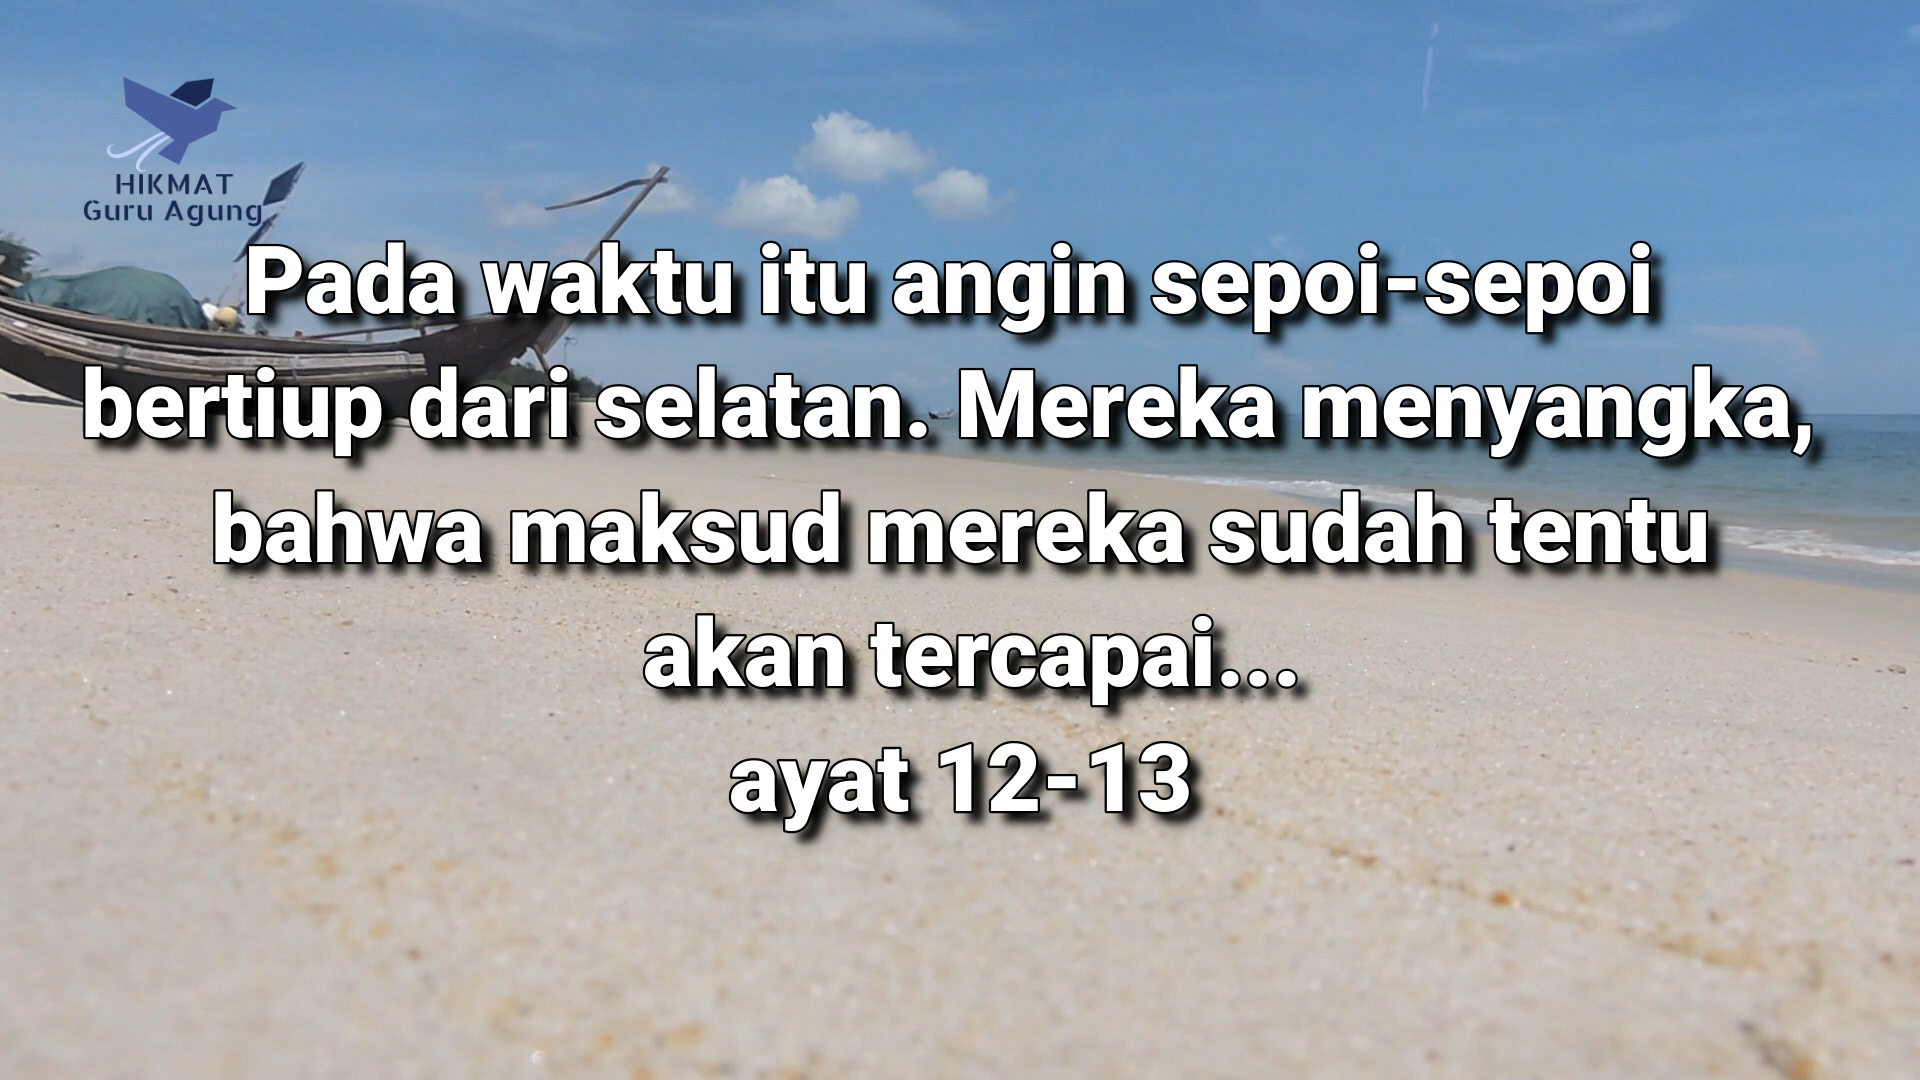 HIKMAT
Guru Agung
Pada waktu itu angin sepoi-sepoi
bertiup dari selatan. Mereka menyangka,
bahwa maksud mereka sudah tentu
akan tercapai...
ayat 12-13